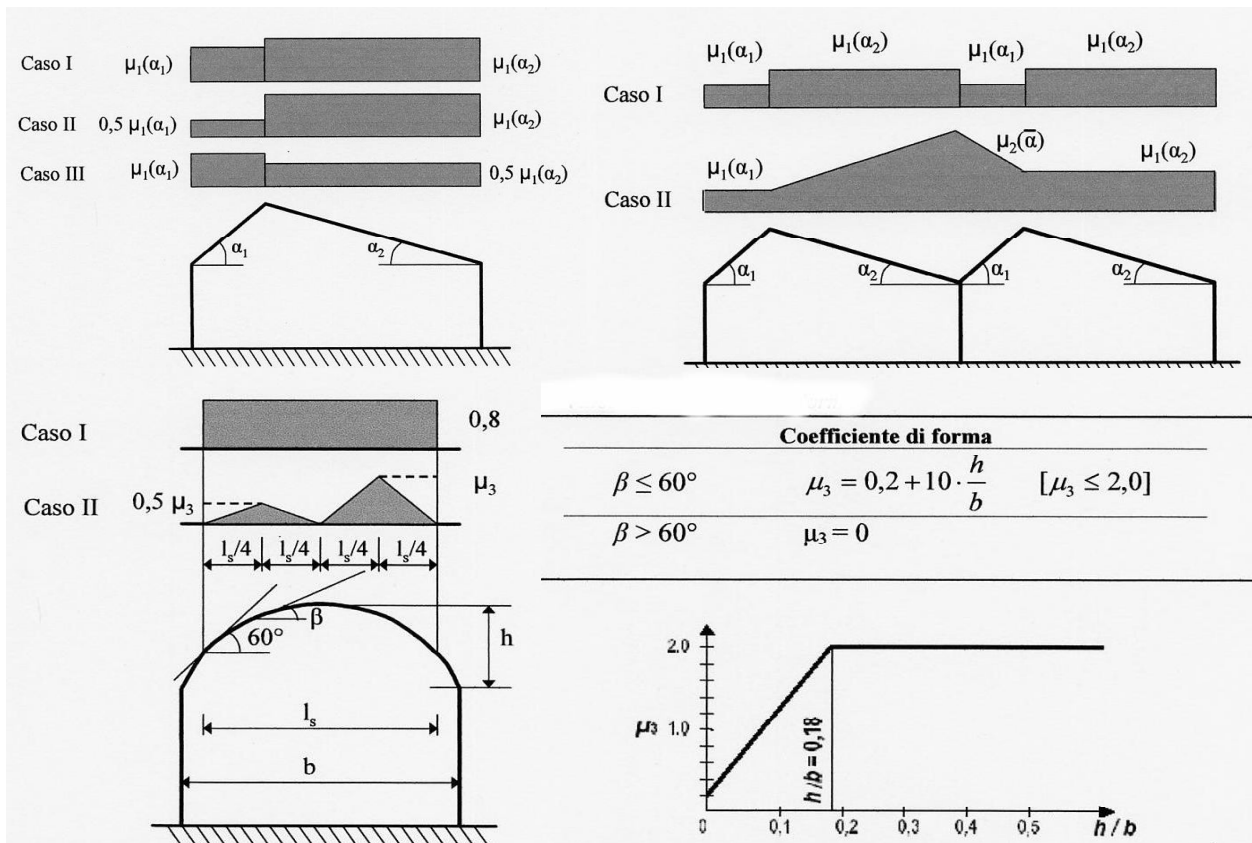 Caso I μ₁(α₁) μ₁(α₂)
Caso II 0,5 μ₁(α₁) μ₁(α₂)
Caso III μ₁(α₁) 0,5 μ₁(α₂)
α₁ α₂
μ₁(α₁) μ₁(α₂) μ₁(α₁) μ₁(α₂)
Caso I
μ₁(α₁) μ₂(α̅) μ₁(α₂)
Caso II
α₁ α₂ α₁ α₂
Caso I 0,8
Caso II 0,5 μ₃ μ₃
lₛ/4 lₛ/4 lₛ/4 lₛ/4
60° β h
lₛ
b
Coefficiente di forma
β ≤ 60° μ₃ = 0,2 + 10 · h/b [μ₃ ≤ 2,0]
β > 60° μ₃ = 0
2.0
μ₃ 1.0
h/b = 0,18
0 0,1 0,2 0,3 0,4 0,5 h/b